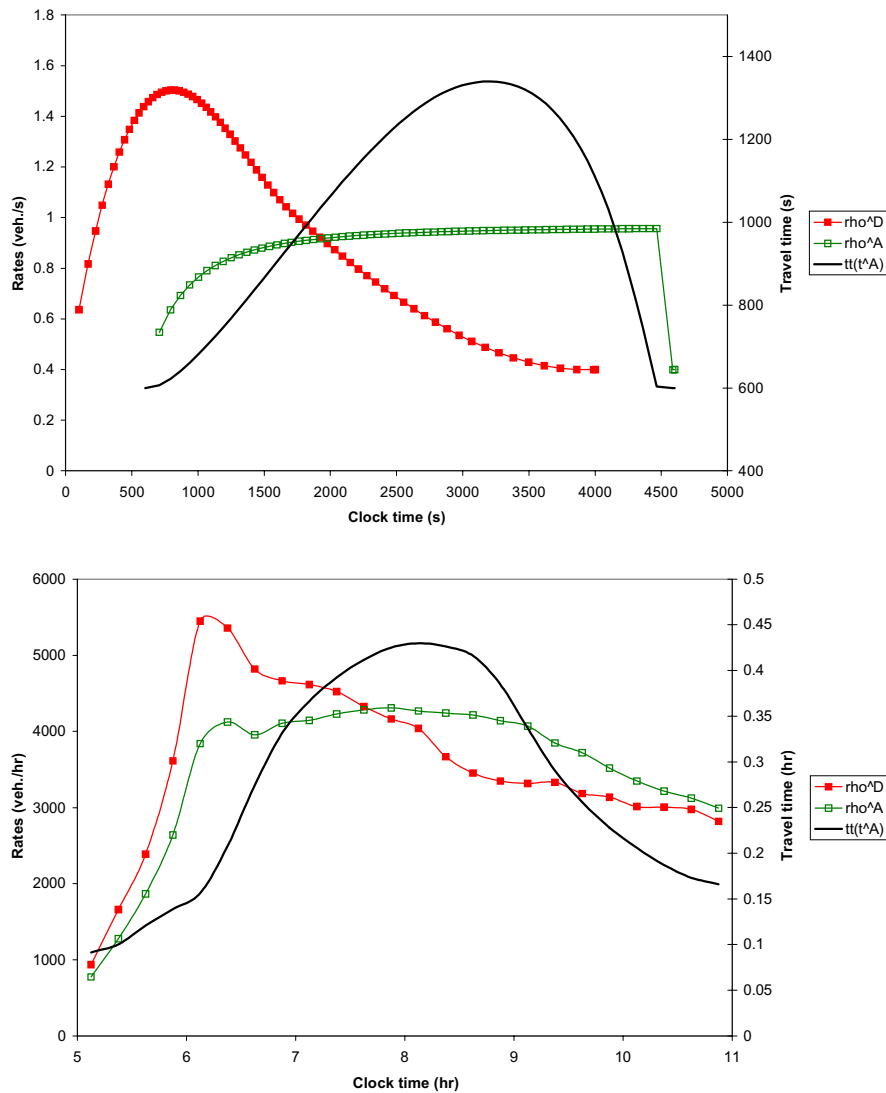 1.8
1.6
1.4
1.2
1
0.8
0.6
0.4
0.2
0
Rates (veh./s)
1400
1200
1000
800
600
400
Travel time (s)
0 500 1000 1500 2000 2500 3000 3500 4000 4500 5000
Clock time (s)
rho^D
rho^A
tt(t^A)
6000
5000
4000
3000
2000
1000
0
Rates (veh./hr)
0.5
0.45
0.4
0.35
0.3
0.25
0.2
0.15
0.1
0.05
0
Travel time (hr)
5 6 7 8 9 10 11
Clock time (hr)
rho^D
rho^A
tt(t^A)